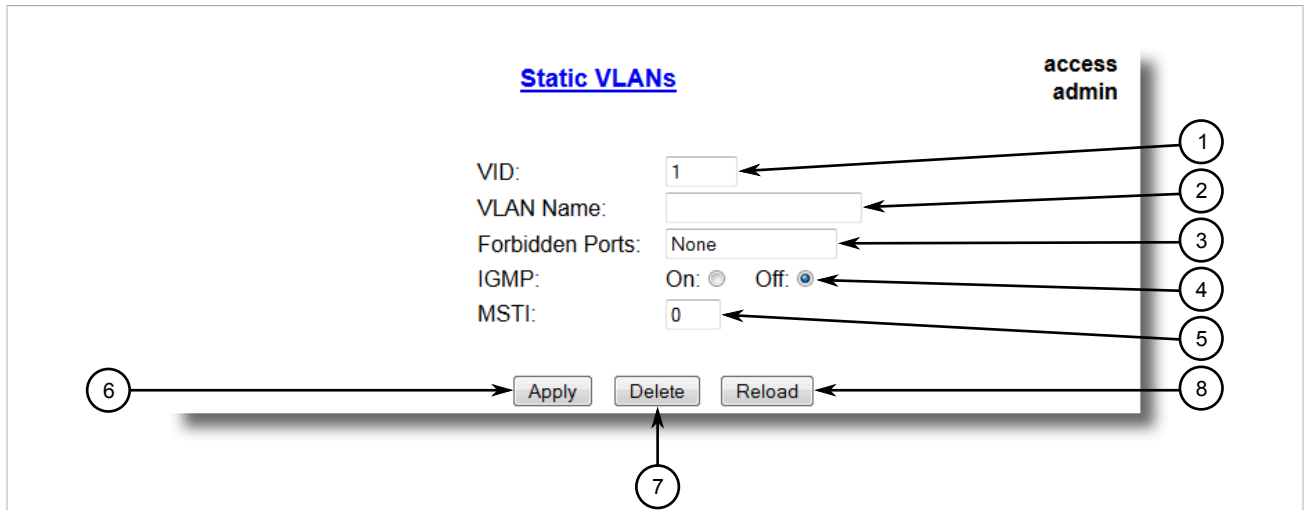 Static VLANs
access
admin
VID: 1
VLAN Name:
Forbidden Ports: None
IGMP: On: Off:
MSTI: 0
Apply Delete Reload
1
2
3
4
5
6
7
8